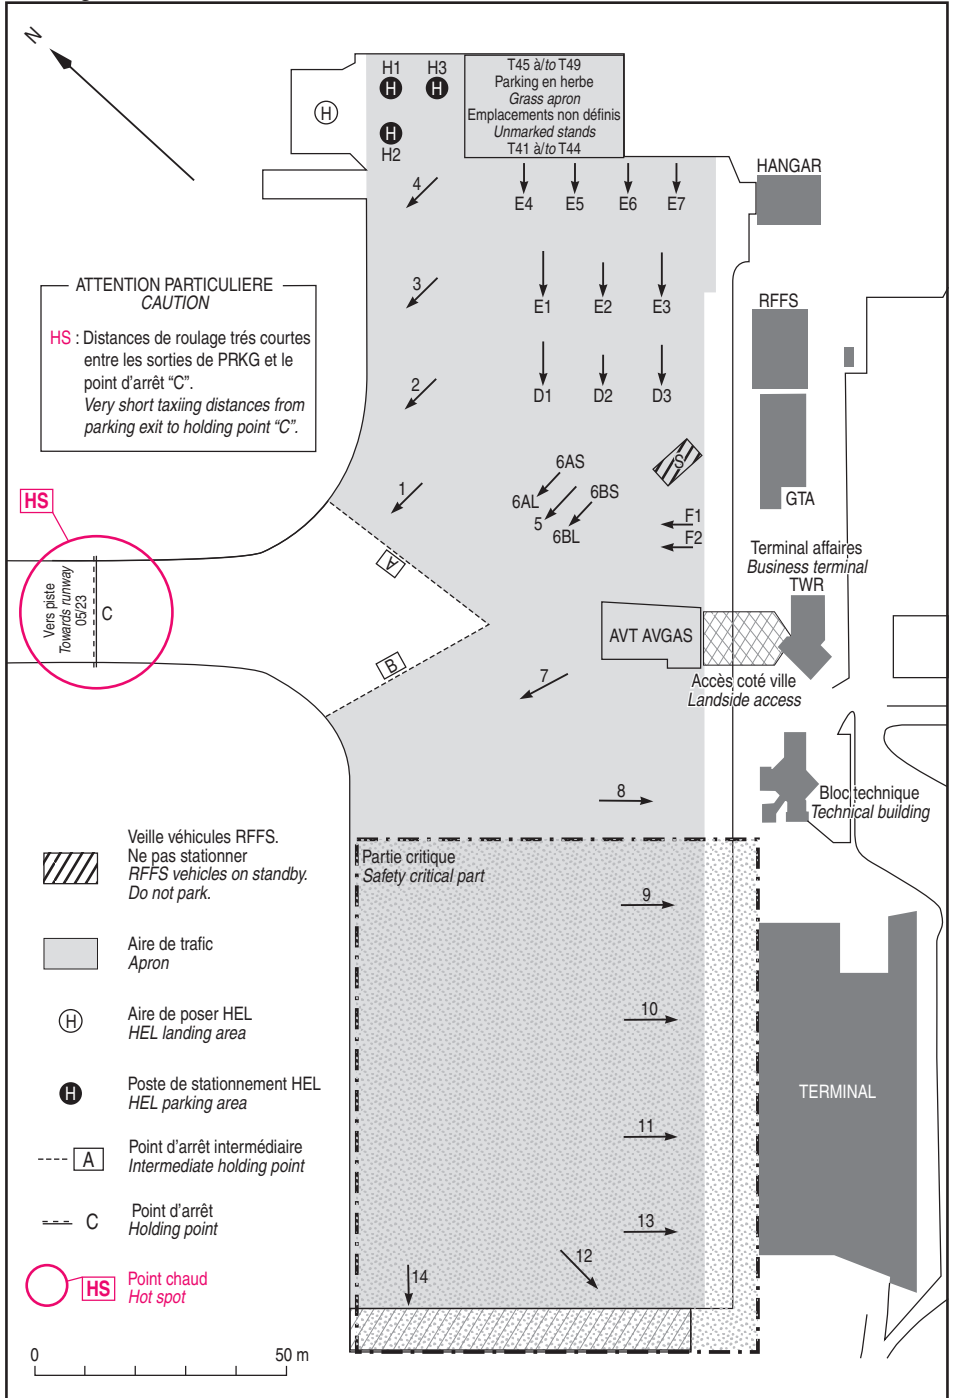 N
H1
H3
H
H
H
H
H2
T45 à/to T49
Parking en herbe
Grass apron
Emplacements non définis
Unmarked stands
T41 à/to T44
HANGAR
4
E4
E5
E6
E7
3
E1
E2
E3
RFFS
ATTENTION PARTICULIERE
CAUTION
HS : Distances de roulage trés courtes
entre les sorties de PRKG et le
point d'arrêt “C”.
Very short taxiing distances from
parking exit to holding point “C”.
2
D1
D2
D3
S
GTA
1
6AS
6AL
6BS
5
6BL
F1
F2
HS
A
Terminal affaires
Business terminal
TWR
Vers piste
Towards runway
05/23
C
AVT AVGAS
B
7
Accès coté ville
Landside access
8
Bloc technique
Technical building
Partie critique
Safety critical part
9
10
11
13
12
14
TERMINAL
Veille véhicules RFFS.
Ne pas stationner
RFFS vehicles on standby.
Do not park.
Aire de trafic
Apron
H
Aire de poser HEL
HEL landing area
H
Poste de stationnement HEL
HEL parking area
A
Point d'arrêt intermédiaire
Intermediate holding point
C
Point d'arrêt
Holding point
HS
Point chaud
Hot spot
0
50 m